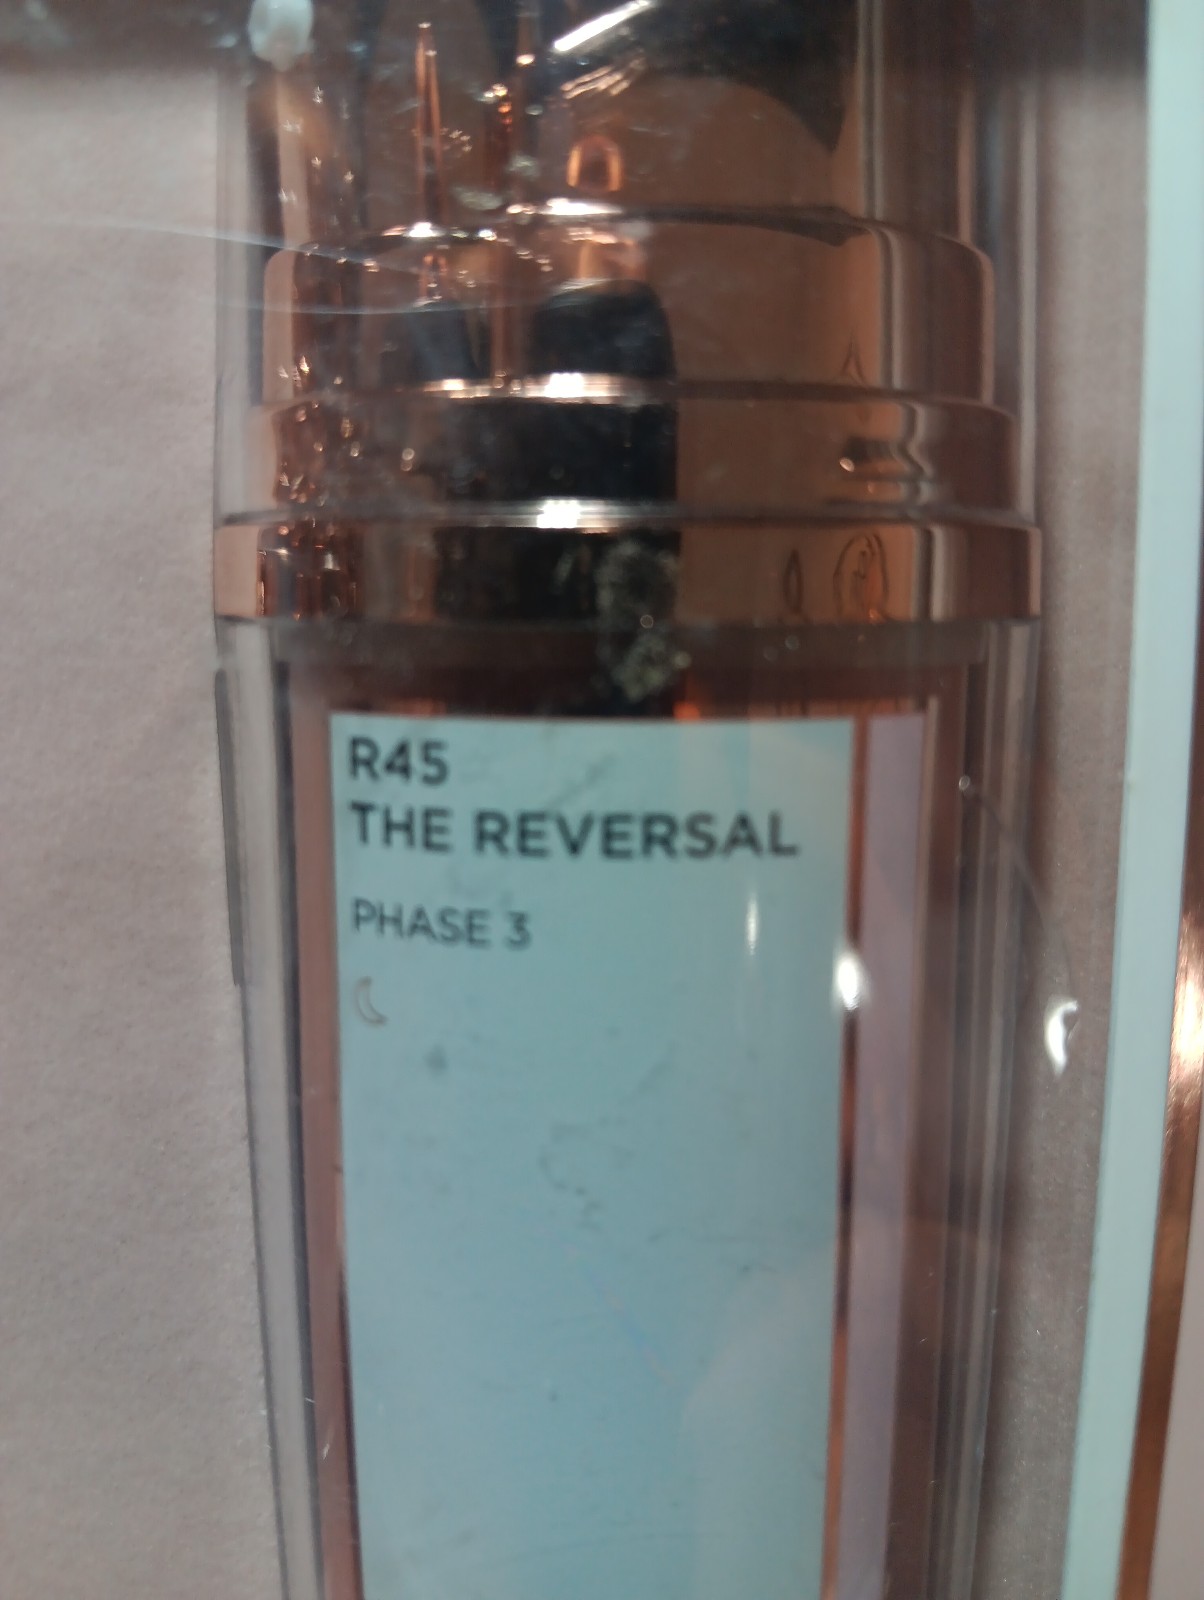 R45
THE REVERSAL
PHASE 3